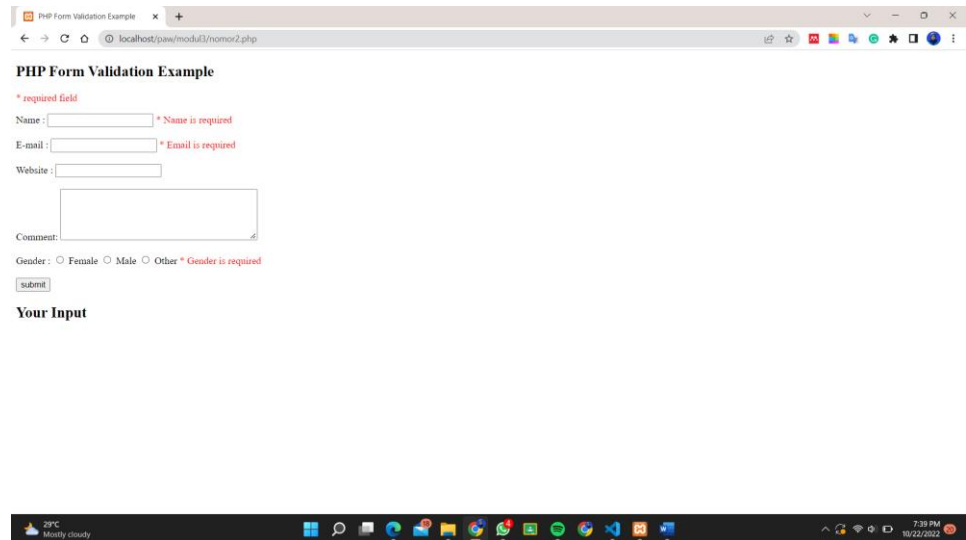 PHP Form Validation Example
localhost/paw/modul3/nomor2.php
PHP Form Validation Example
* required field
Name : * Name is required
E-mail : * Email is required
Website :
Comment:
Gender : Female Male Other * Gender is required
submit
Your Input
29°C
Mostly cloudy
7:39 PM
10/22/2022